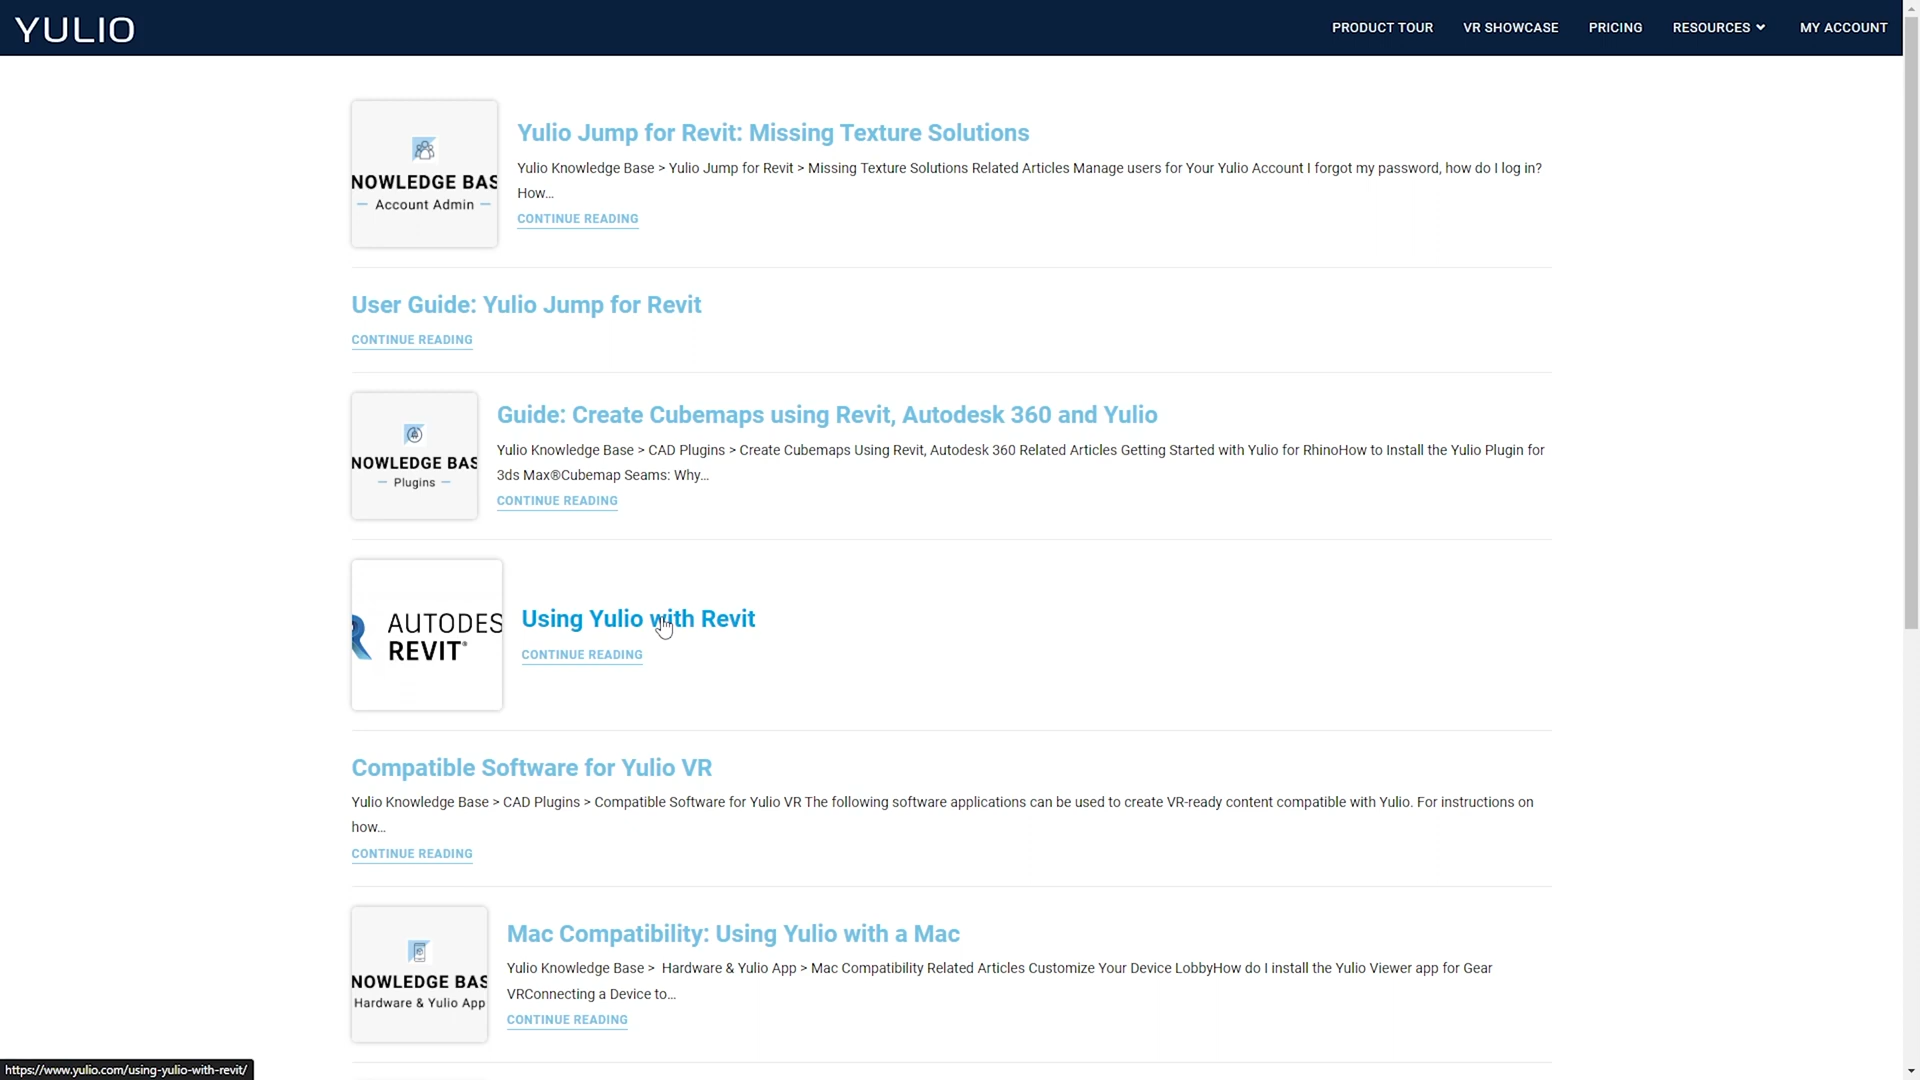 YULIO
PRODUCT TOUR
VR SHOWCASE
PRICING
RESOURCES
MY ACCOUNT
NOWLEDGE BAS
Account Admin
Yulio Jump for Revit: Missing Texture Solutions
Yulio Knowledge Base > Yulio Jump for Revit > Missing Texture Solutions Related Articles Manage users for Your Yulio Account I forgot my password, how do I log in?
How...
CONTINUE READING
User Guide: Yulio Jump for Revit
CONTINUE READING
NOWLEDGE BAS
Plugins
Guide: Create Cubemaps using Revit, Autodesk 360 and Yulio
Yulio Knowledge Base > CAD Plugins > Create Cubemaps Using Revit, Autodesk 360 Related Articles Getting Started with Yulio for RhinoHow to Install the Yulio Plugin for
3ds Max®Cubemap Seams: Why...
CONTINUE READING
R AUTODES
REVIT®
Using Yulio with Revit
CONTINUE READING
Compatible Software for Yulio VR
Yulio Knowledge Base > CAD Plugins > Compatible Software for Yulio VR The following software applications can be used to create VR-ready content compatible with Yulio. For instructions on
how...
CONTINUE READING
NOWLEDGE BAS
Hardware & Yulio App
Mac Compatibility: Using Yulio with a Mac
Yulio Knowledge Base > Hardware & Yulio App > Mac Compatibility Related Articles Customize Your Device LobbyHow do I install the Yulio Viewer app for Gear
VRConnecting a Device to...
CONTINUE READING
https://www.yulio.com/using-yulio-with-revit/